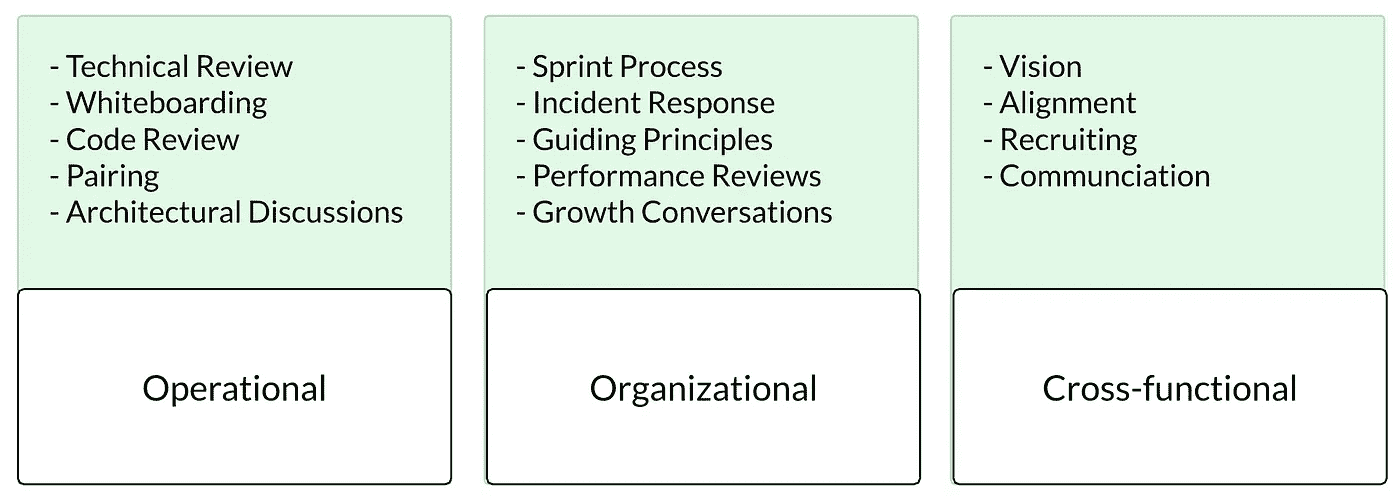 - Technical Review
- Whiteboarding
- Code Review
- Pairing
- Architectural Discussions
Operational
- Sprint Process
- Incident Response
- Guiding Principles
- Performance Reviews
- Growth Conversations
Organizational
- Vision
- Alignment
- Recruiting
- Communciation
Cross-functional